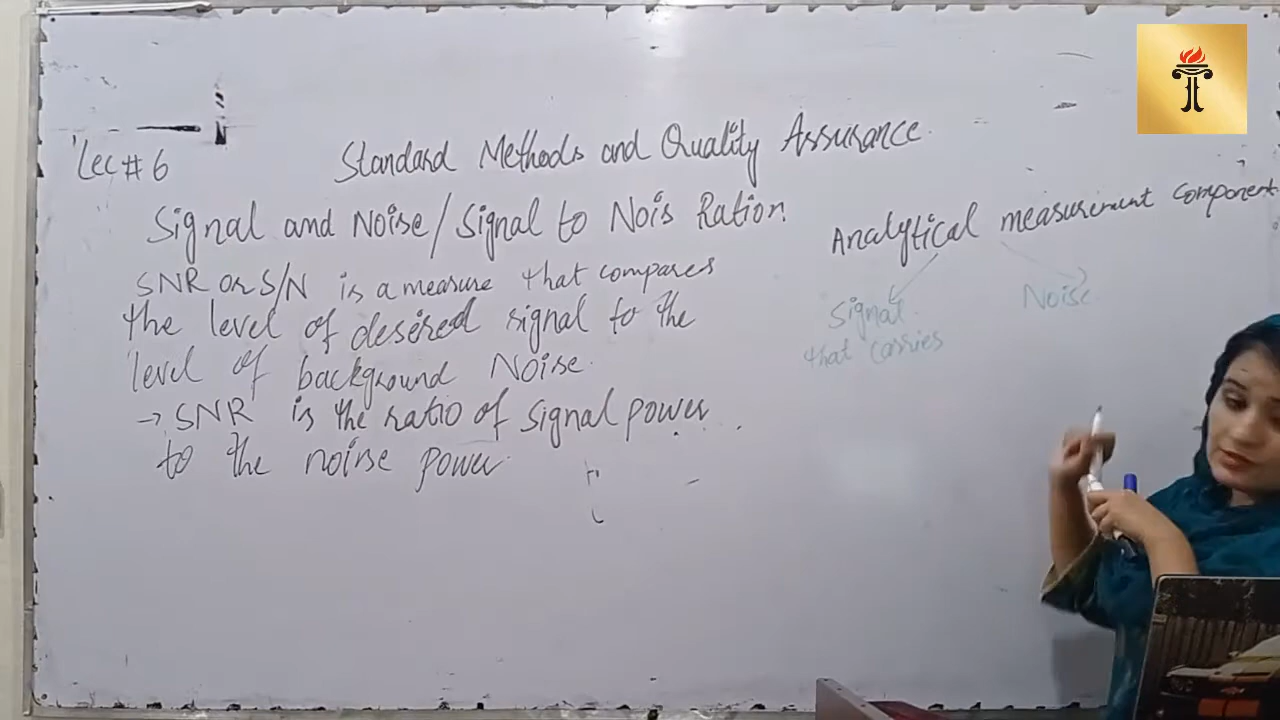 Lec # 6
Standard Methods and Quality Assurance.
Signal and Noise/Signal to Nois Ration
SNR or S/N is a measure that compares
the level of desired signal to the
level of background Noise.
→ SNR is the ratio of signal power
to the noise power.
Analytical measurement component
Signal
that carries
Noise